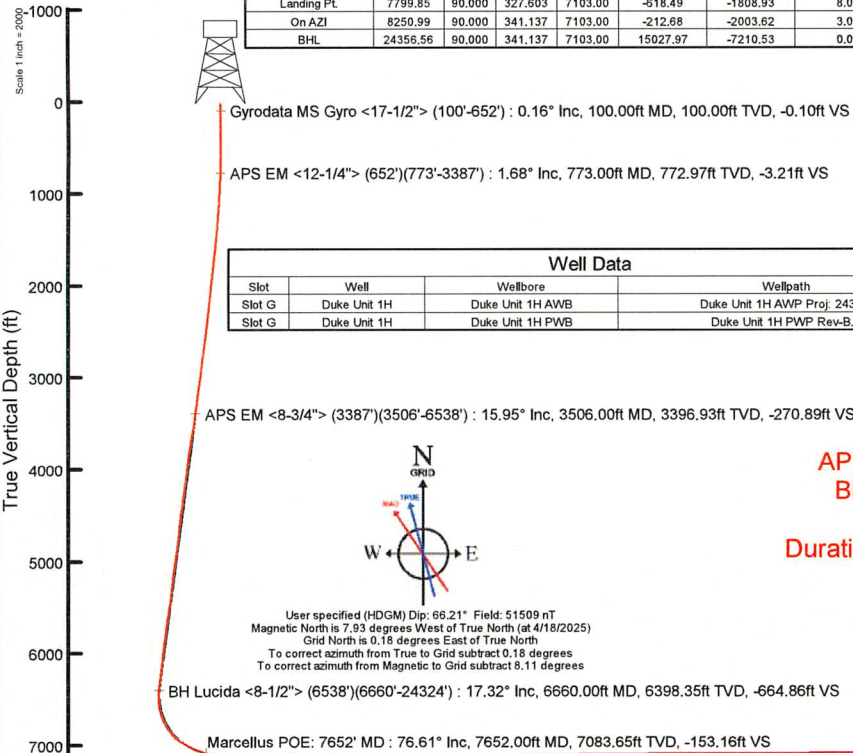 Scale 1 inch = 2000
-1000
Landing Pt. 7799.85 90.000 327.603 7103.00 -618.49 -1808.93 8.0
On AZI 8250.99 90.000 341.137 7103.00 -212.68 -2003.62 3.0
BHL 24356.56 90.000 341.137 7103.00 15027.97 -7210.53 0.0
0
Gyrodata MS Gyro <17-1/2"> (100'-652') : 0.16° Inc, 100.00ft MD, 100.00ft TVD, -0.10ft VS
APS EM <12-1/4"> (652')(773'-3387') : 1.68° Inc, 773.00ft MD, 772.97ft TVD, -3.21ft VS
1000
Well Data
Slot Well Wellbore Wellpath
Slot G Duke Unit 1H Duke Unit 1H AWB Duke Unit 1H AWP Proj: 243
Slot G Duke Unit 1H Duke Unit 1H PWB Duke Unit 1H PWP Rev-B.
2000
True Vertical Depth (ft)
3000
APS EM <8-3/4"> (3387')(3506'-6538') : 15.95° Inc, 3506.00ft MD, 3396.93ft TVD, -270.89ft VS
4000
N
GRID
TRUE
MAG
W E
AP
B
Durati
5000
User specified (HDGM) Dip: 66.21° Field: 51509 nT
Magnetic North is 7.93 degrees West of True North (at 4/18/2025)
Grid North is 0.18 degrees East of True North
To correct azimuth from True to Grid subtract 0.18 degrees
To correct azimuth from Magnetic to Grid subtract 8.11 degrees
6000
BH Lucida <8-1/2"> (6538')(6660'-24324') : 17.32° Inc, 6660.00ft MD, 6398.35ft TVD, -664.86ft VS
Marcellus POE: 7652' MD : 76.61° Inc, 7652.00ft MD, 7083.65ft TVD, -153.16ft VS
7000